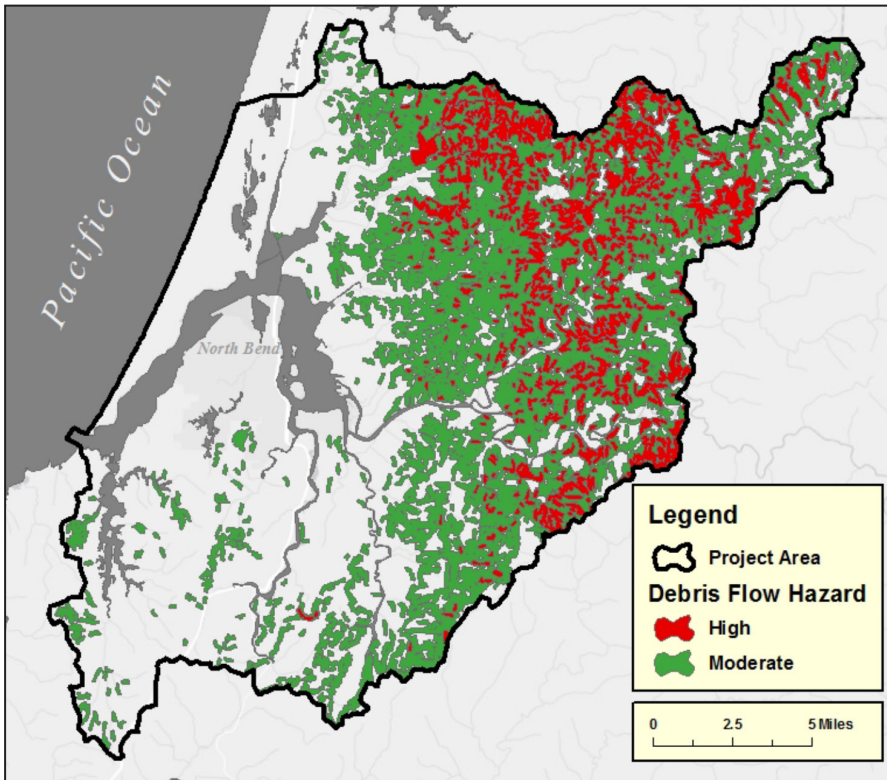 Pacific Ocean
North Bend
Legend
Project Area
Debris Flow Hazard
High
Moderate
0 2.5 5 Miles